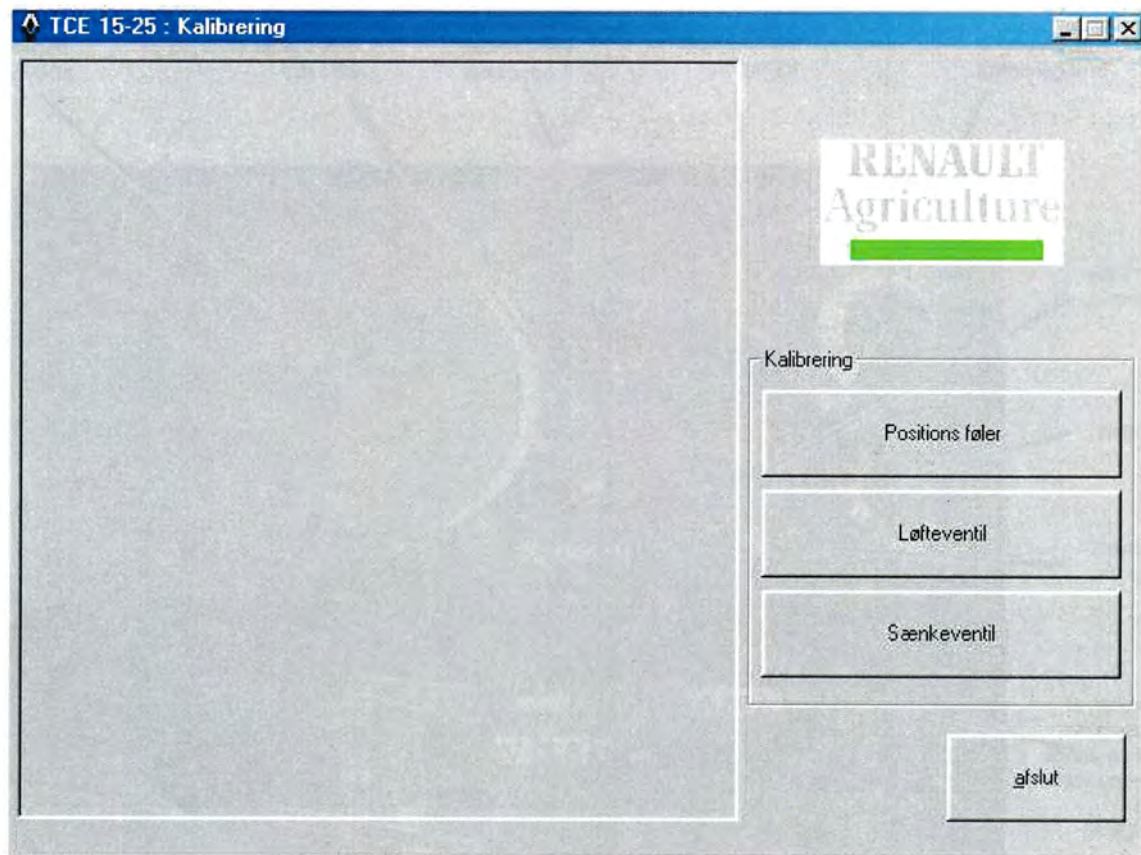 TCE 15-25 : Kalibrering
RENAULT
Agriculture
Kalibrering
Positions føler
Løfteventil
Sænkeventil
afslut